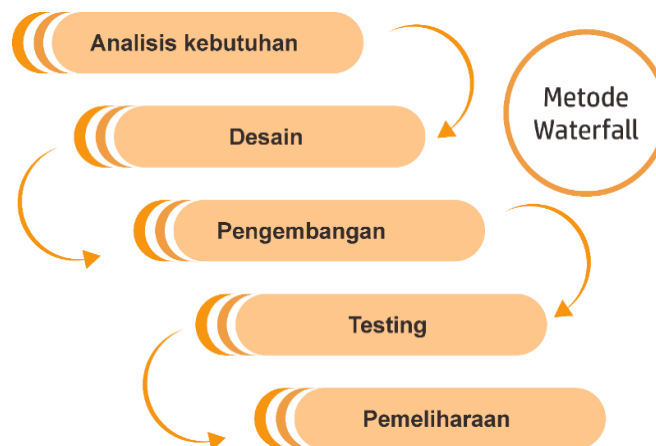 Analisis kebutuhan
Metode
Waterfall
Desain
Pengembangan
Testing
Pemeliharaan